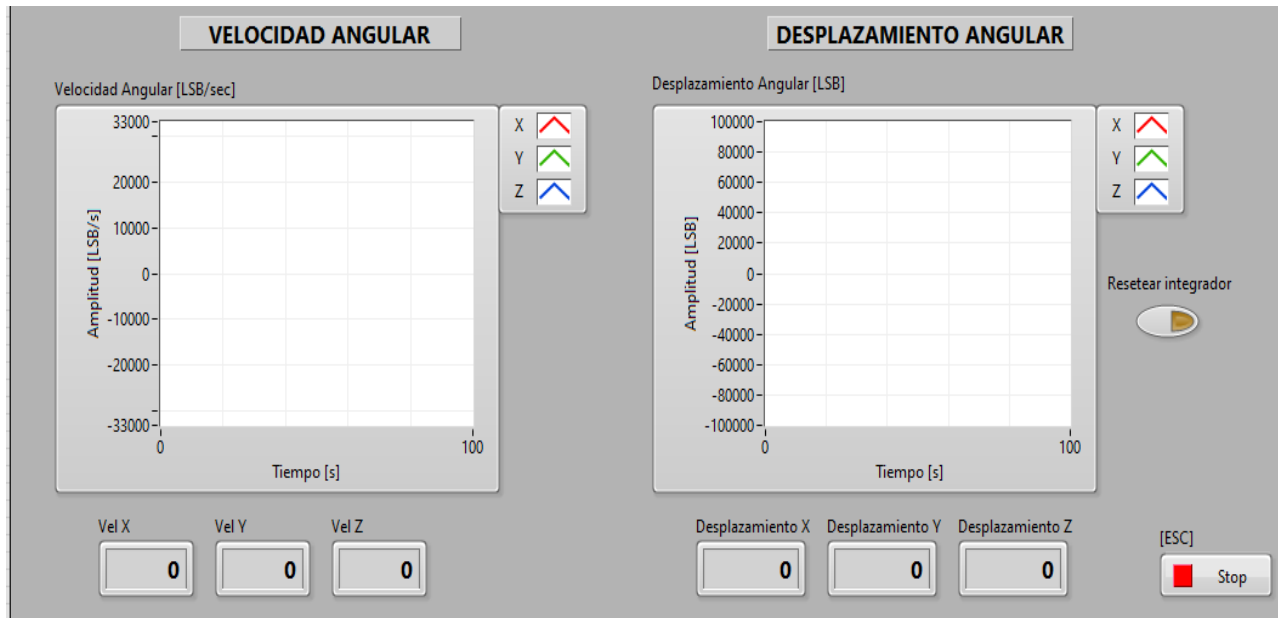 VELOCIDAD ANGULAR
Velocidad Angular [LSB/sec]
33000
20000
10000
0
-10000
-20000
-33000
Amplitud [LSB/s]
0
100
Tiempo [s]
X
Y
Z
Vel X
Vel Y
Vel Z
0
0
0
DESPLAZAMIENTO ANGULAR
Desplazamiento Angular [LSB]
100000
80000
60000
40000
20000
0
-20000
-40000
-60000
-80000
-100000
Amplitud [LSB]
0
100
Tiempo [s]
X
Y
Z
Resetear integrador
Desplazamiento X
Desplazamiento Y
Desplazamiento Z
0
0
0
[ESC]
Stop